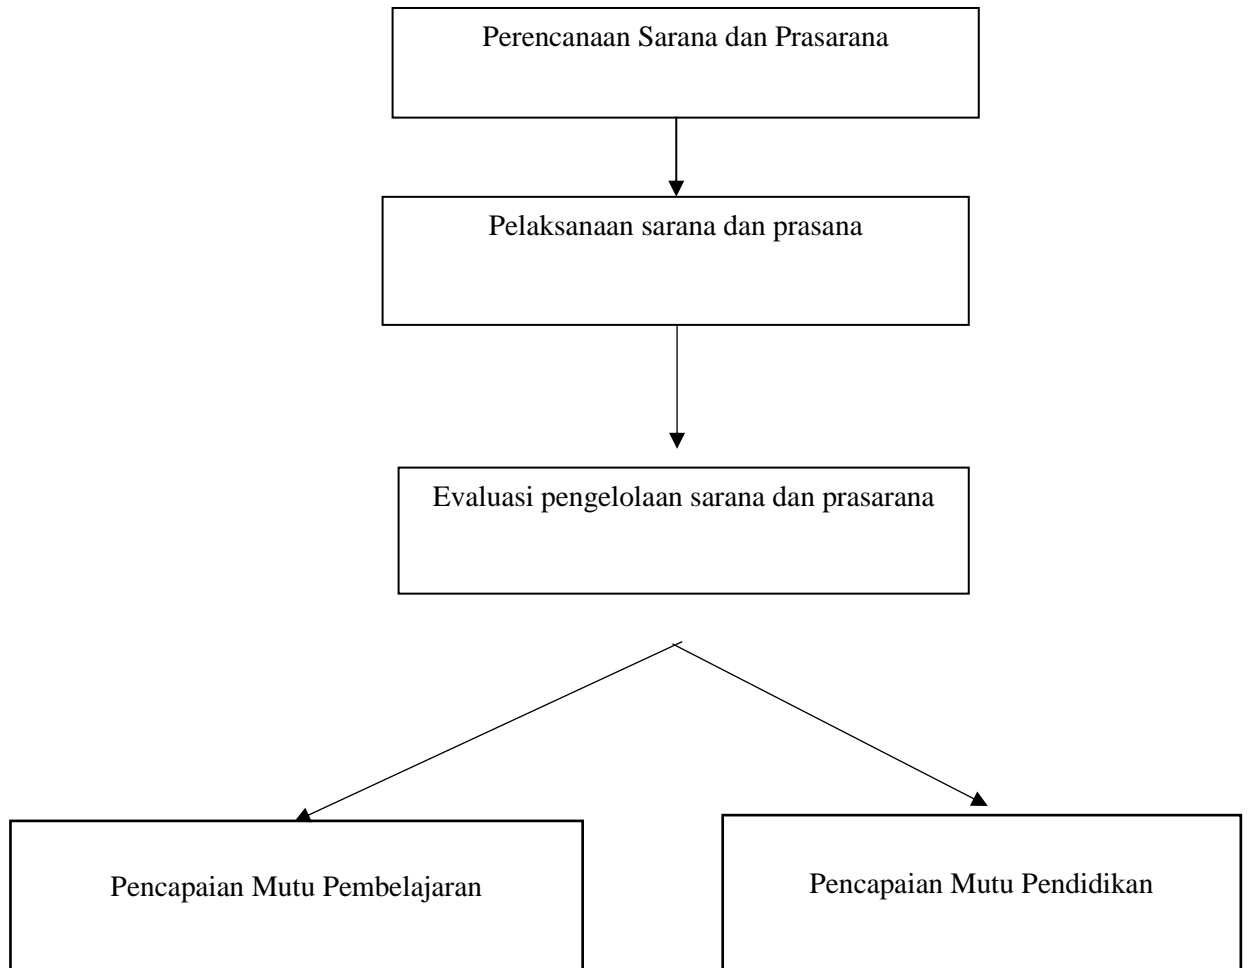 Perencanaan Sarana dan Prasarana
Pelaksanaan sarana dan prasana
Evaluasi pengelolaan sarana dan prasarana
Pencapaian Mutu Pembelajaran
Pencapaian Mutu Pendidikan